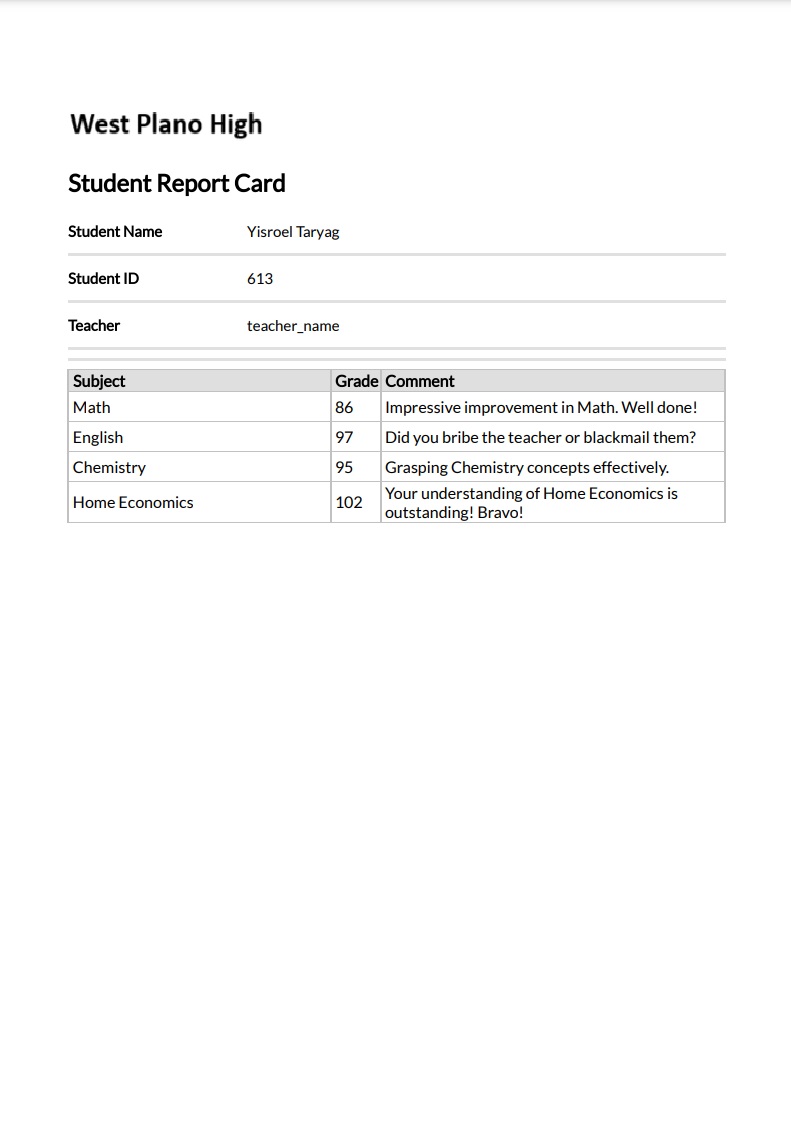 West Plano High
Student Report Card
Student Name Yisroel Taryag
Student ID 613
Teacher teacher_name
Subject Grade Comment
Math 86 Impressive improvement in Math. Well done!
English 97 Did you bribe the teacher or blackmail them?
Chemistry 95 Grasping Chemistry concepts effectively.
Home Economics 102 Your understanding of Home Economics is
outstanding! Bravo!